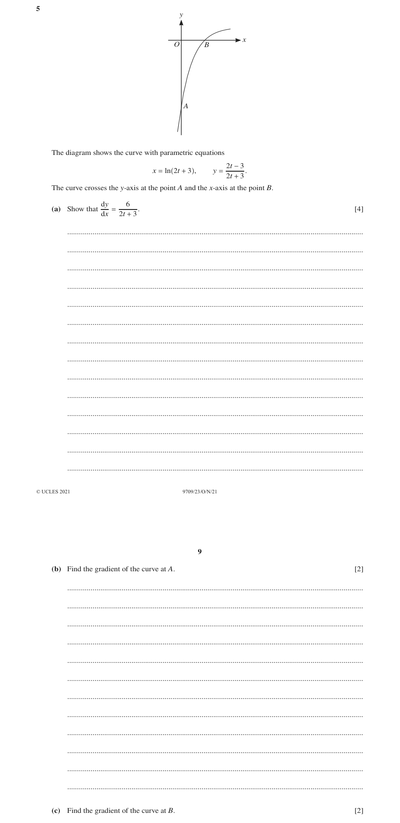 5
y
O
B
x
A
The diagram shows the curve with parametric equations
x = ln(2t + 3), y = (2t − 3)/(2t + 3).
The curve crosses the y-axis at the point A and the x-axis at the point B.
(a) Show that dy/dx = 6/(2t + 3). [4]
© UCLES 2021 9709/23/O/N/21
9
(b) Find the gradient of the curve at A. [2]
(c) Find the gradient of the curve at B. [2]